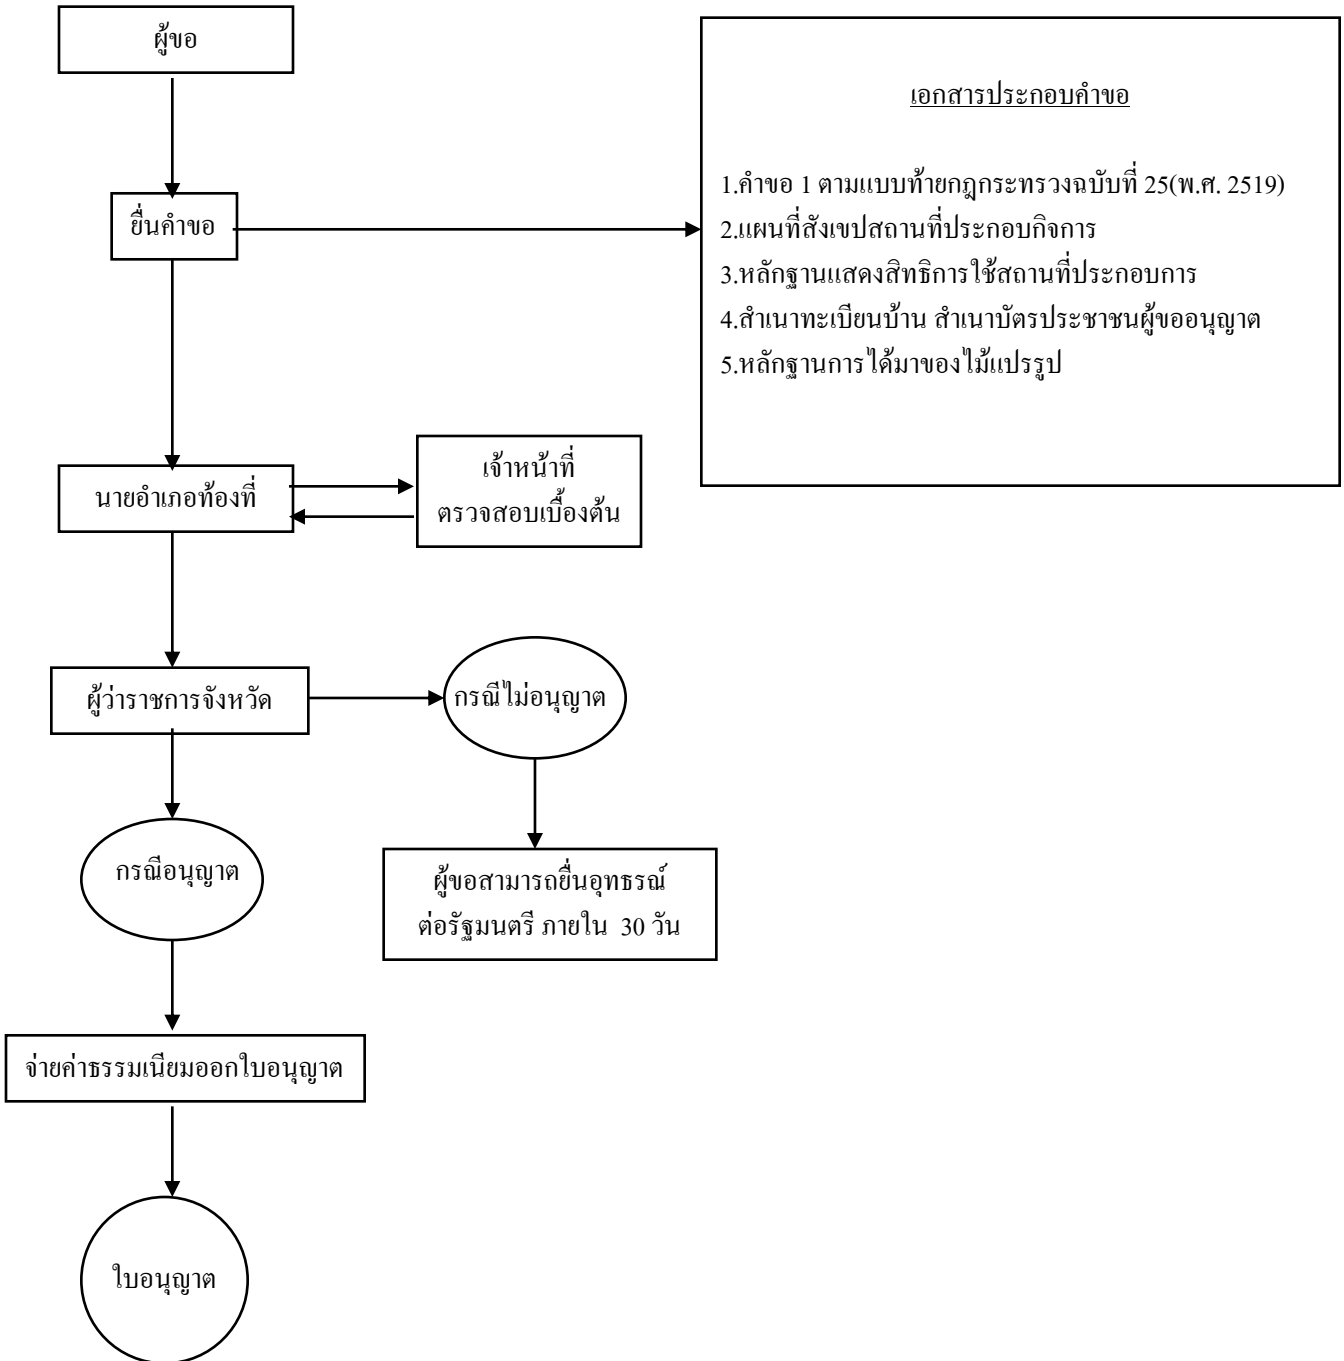 ผู้ขอ
เอกสารประกอบคำขอ
1.คำขอ 1 ตามแบบท้ายกฎกระทรวงฉบับที่ 25(พ.ศ. 2519)
2.แผนที่สังเขปสถานที่ประกอบกิจการ
3.หลักฐานแสดงสิทธิการใช้สถานที่ประกอบการ
4.สำเนาทะเบียนบ้าน สำเนาบัตรประชาชนผู้ขออนุญาต
5.หลักฐานการได้มาของไม้แปรรูป
ยื่นคำขอ
นายอำเภอท้องที่
เจ้าหน้าที่
ตรวจสอบเบื้องต้น
ผู้ว่าราชการจังหวัด
กรณีไม่อนุญาต
กรณีอนุญาต
ผู้ขอสามารถยื่นอุทธรณ์
ต่อรัฐมนตรี ภายใน 30 วัน
จ่ายค่าธรรมเนียมออกใบอนุญาต
ใบอนุญาต